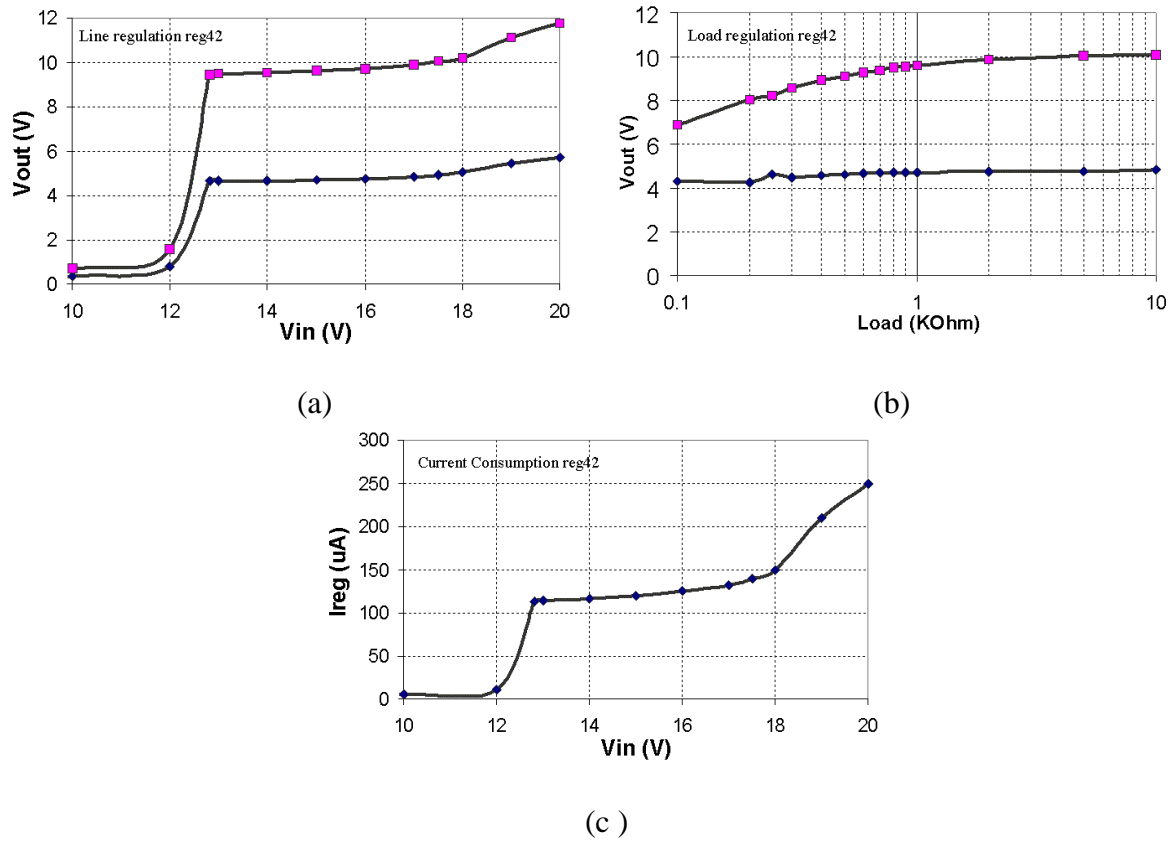 Line regulation reg42
12
10
8
6
4
2
0
Vout (V)
10 12 14 16 18 20
Vin (V)
(a)
Load regulation reg42
12
10
8
6
4
2
0
Vout (V)
0.1 1 10
Load (KOhm)
(b)
Current Consumption reg42
300
250
200
150
100
50
0
Ireg (uA)
10 12 14 16 18 20
Vin (V)
(c )